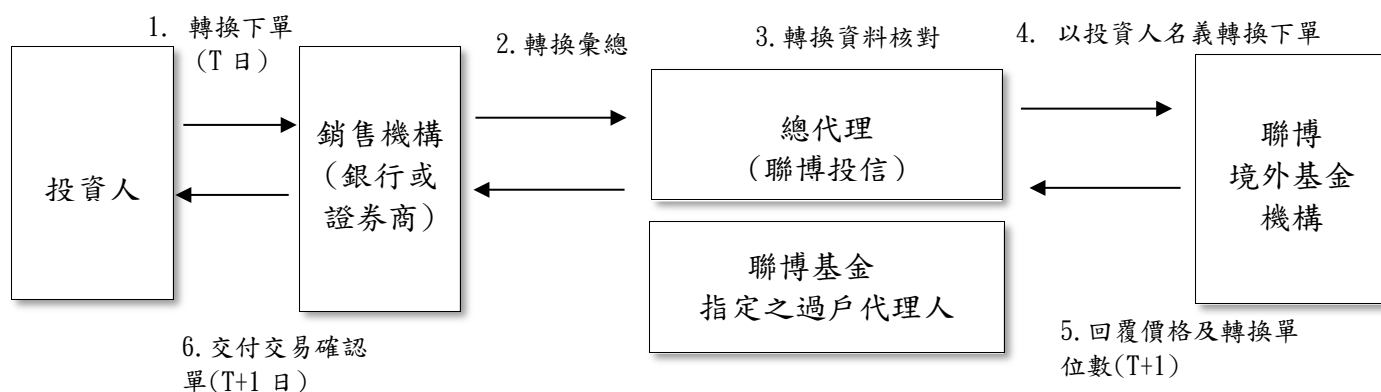 1. 轉換下單
(T 日)
2.轉換彙總
3.轉換資料核對
4. 以投資人名義轉換下單
投資人
銷售機構
(銀行或
證券商)
總代理
(聯博投信)
聯博基金
指定之過戶代理人
聯博
境外基金
機構
5.回覆價格及轉換單
位數(T+1)
6.交付交易確認
單(T+1 日)